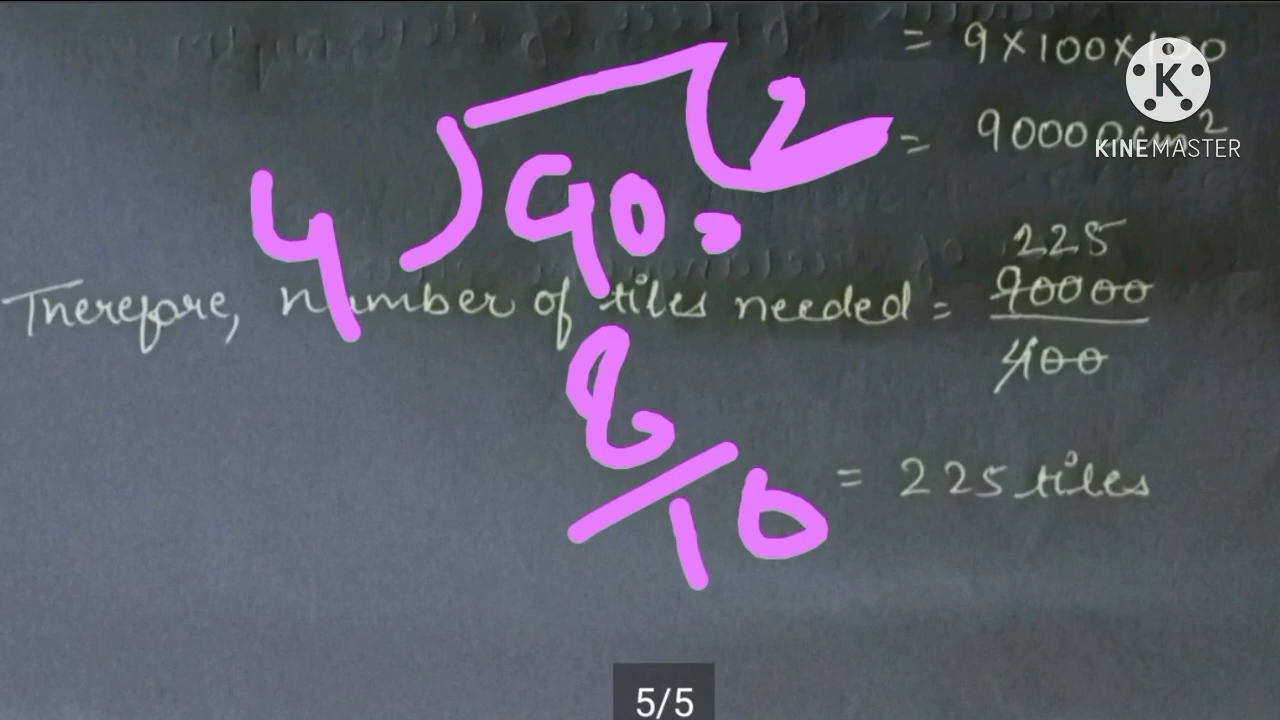 = 9 × 100 × 100
K
KINEMASTER
= 90000 cm²
4 ) 90. ( 2
225
Therefore, number of tiles needed = 90000
400
8
10
= 225 tiles
5/5